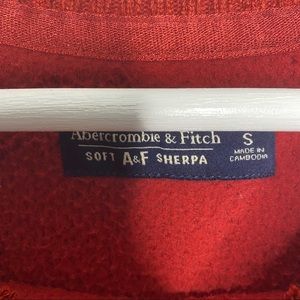 Abercrombie & Fitch S
SOFT A&F SHERPA
MADE IN
CAMBODIA